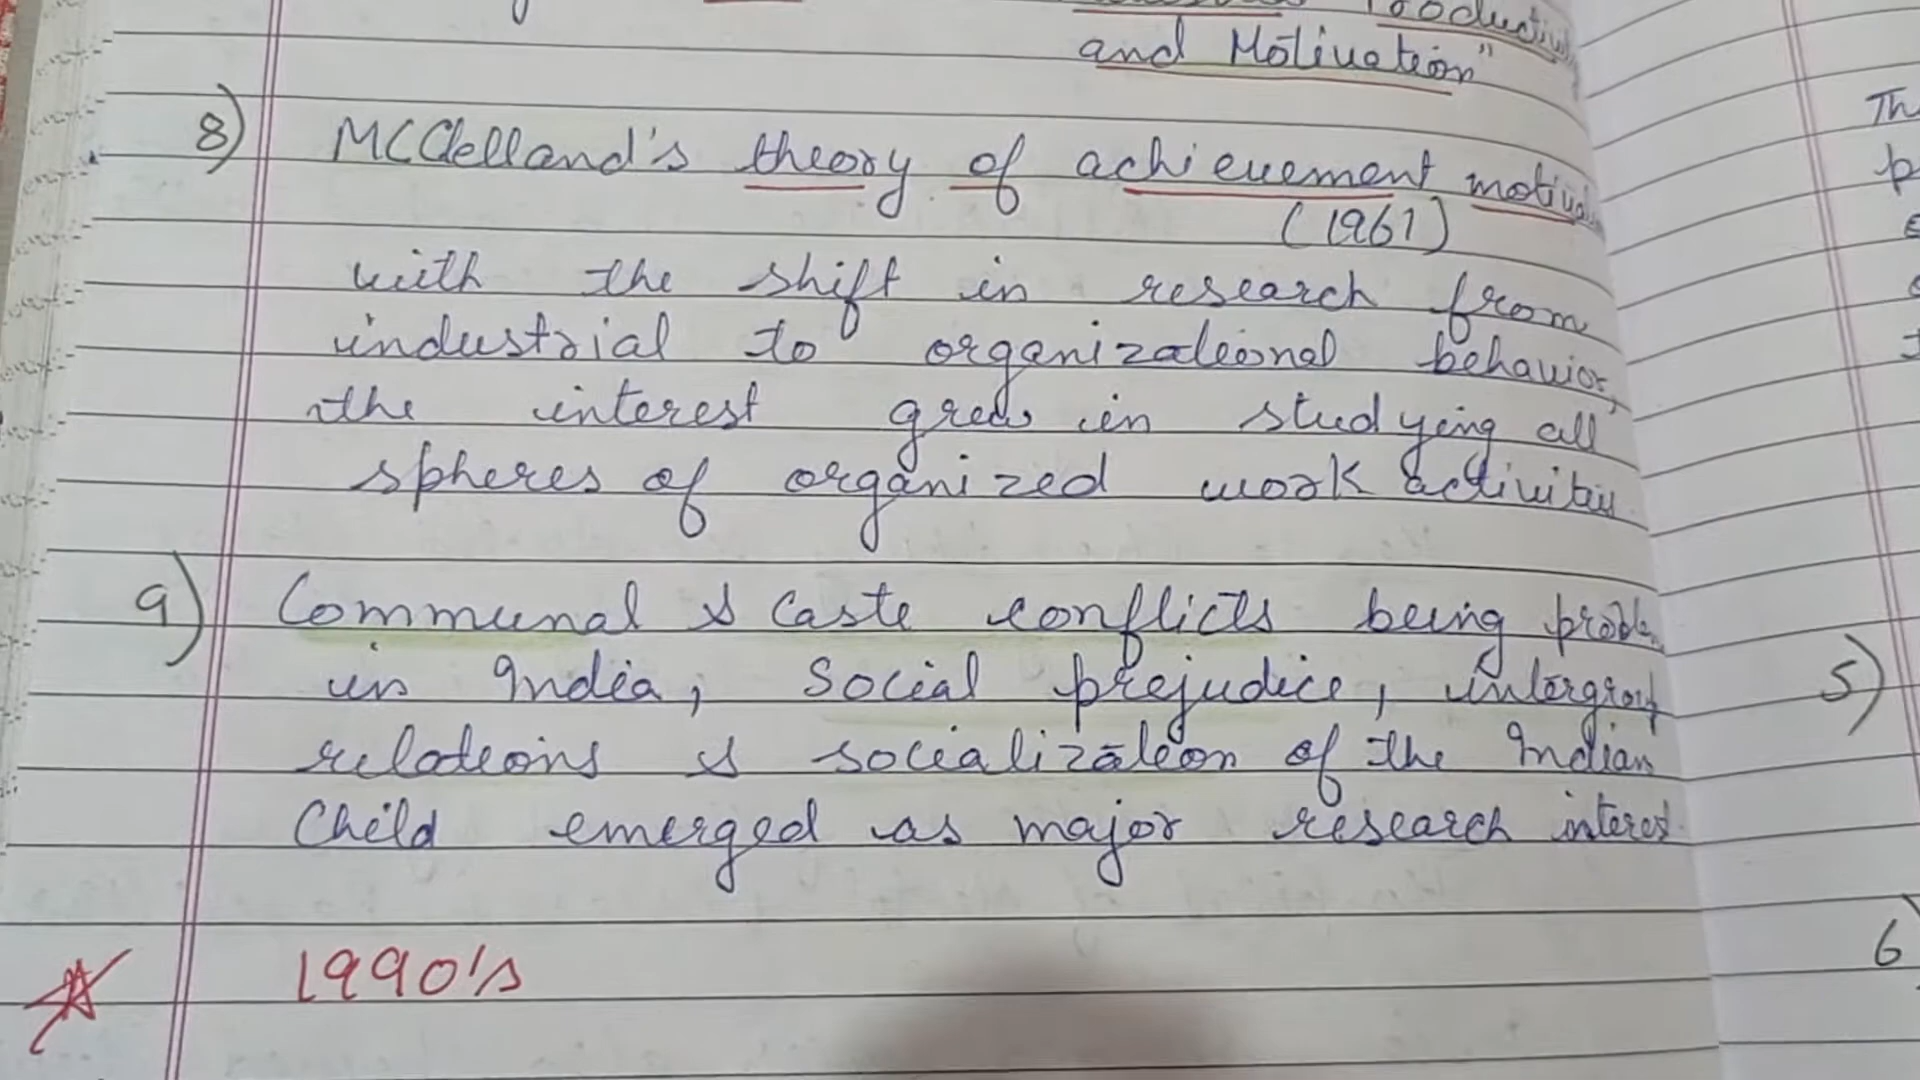 and Motivation"
8) McClelland's theory of achievement
(1961)
with the shift in research from
industrial to organizational behavior,
the interest grew in studying all
spheres of organized work activities.
9) Communal & Caste conflicts being
in India, Social prejudice, intergroup
relations & socialization of the Indian
Child emerged as major research interest.
1990's
5)
6